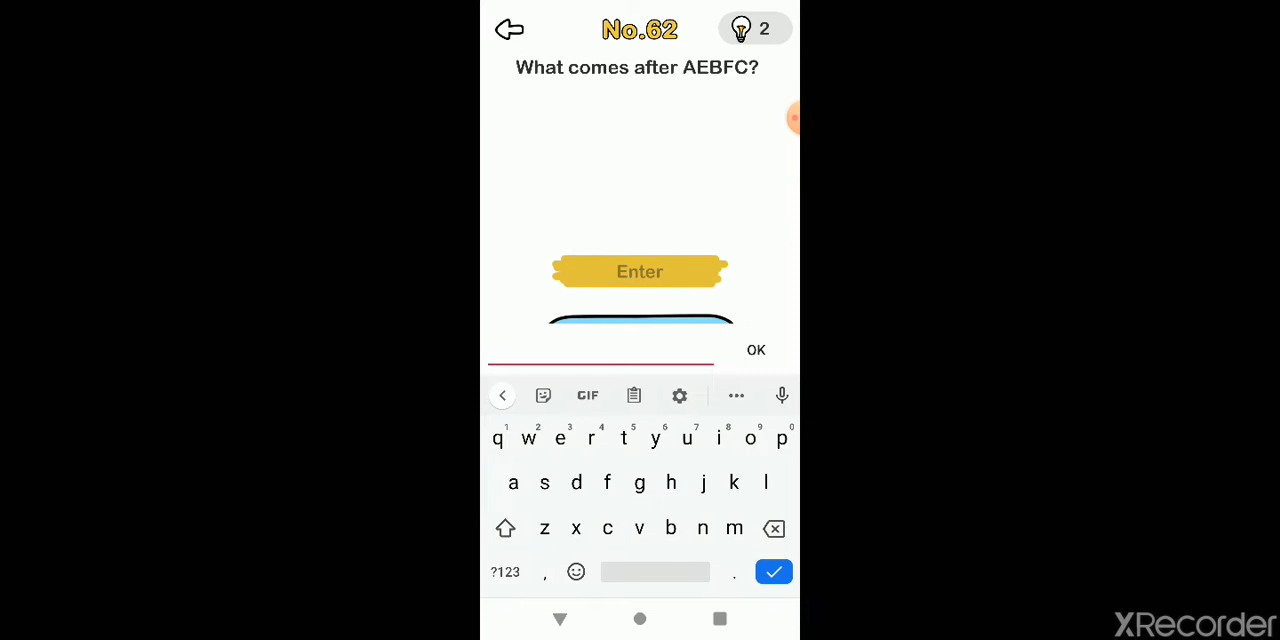 No.62
2
What comes after AEBFC?
Enter
OK
GIF
1 2 3 4 5 6 7 8 9 0
q w e r t y u i o p
a s d f g h j k l
z x c v b n m
?123 , .
XRecorder